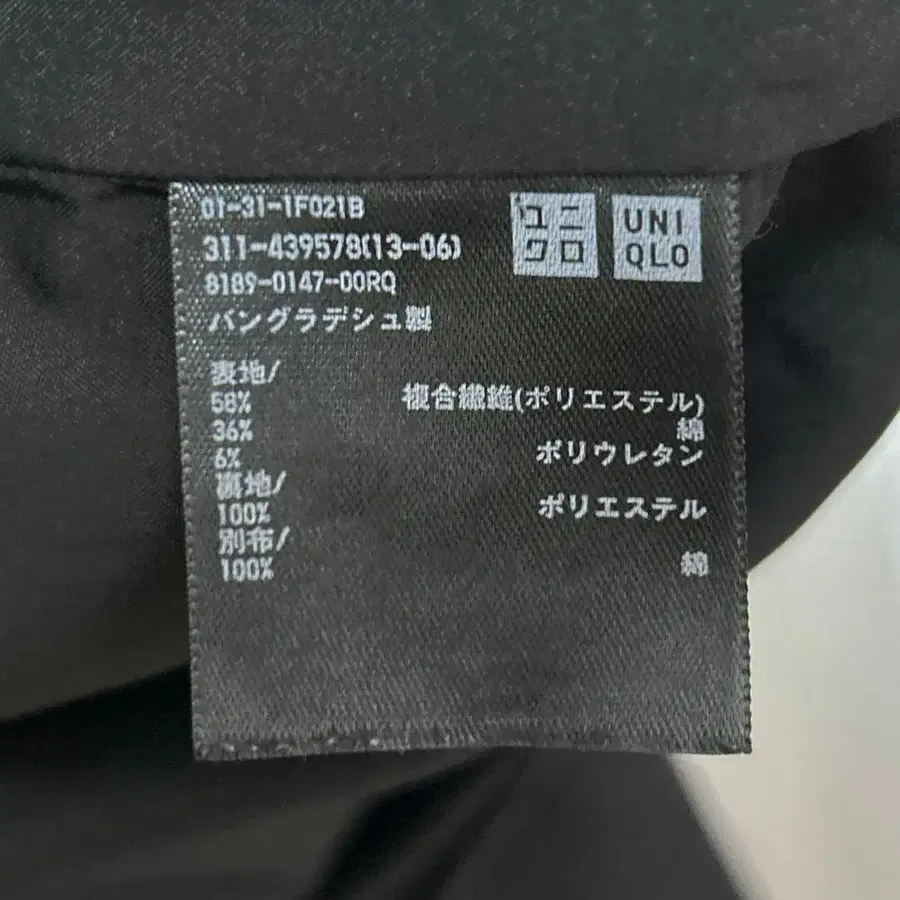 01-31-1F021B
311-439578(13-06)
8189-0147-00RQ
バングラデシュ製
ユニ
クロ
UNI
QLO
表地/
58% 複合繊維(ポリエステル)
36% 綿
6% ポリウレタン
裏地/
100% ポリエステル
別布/
100% 綿